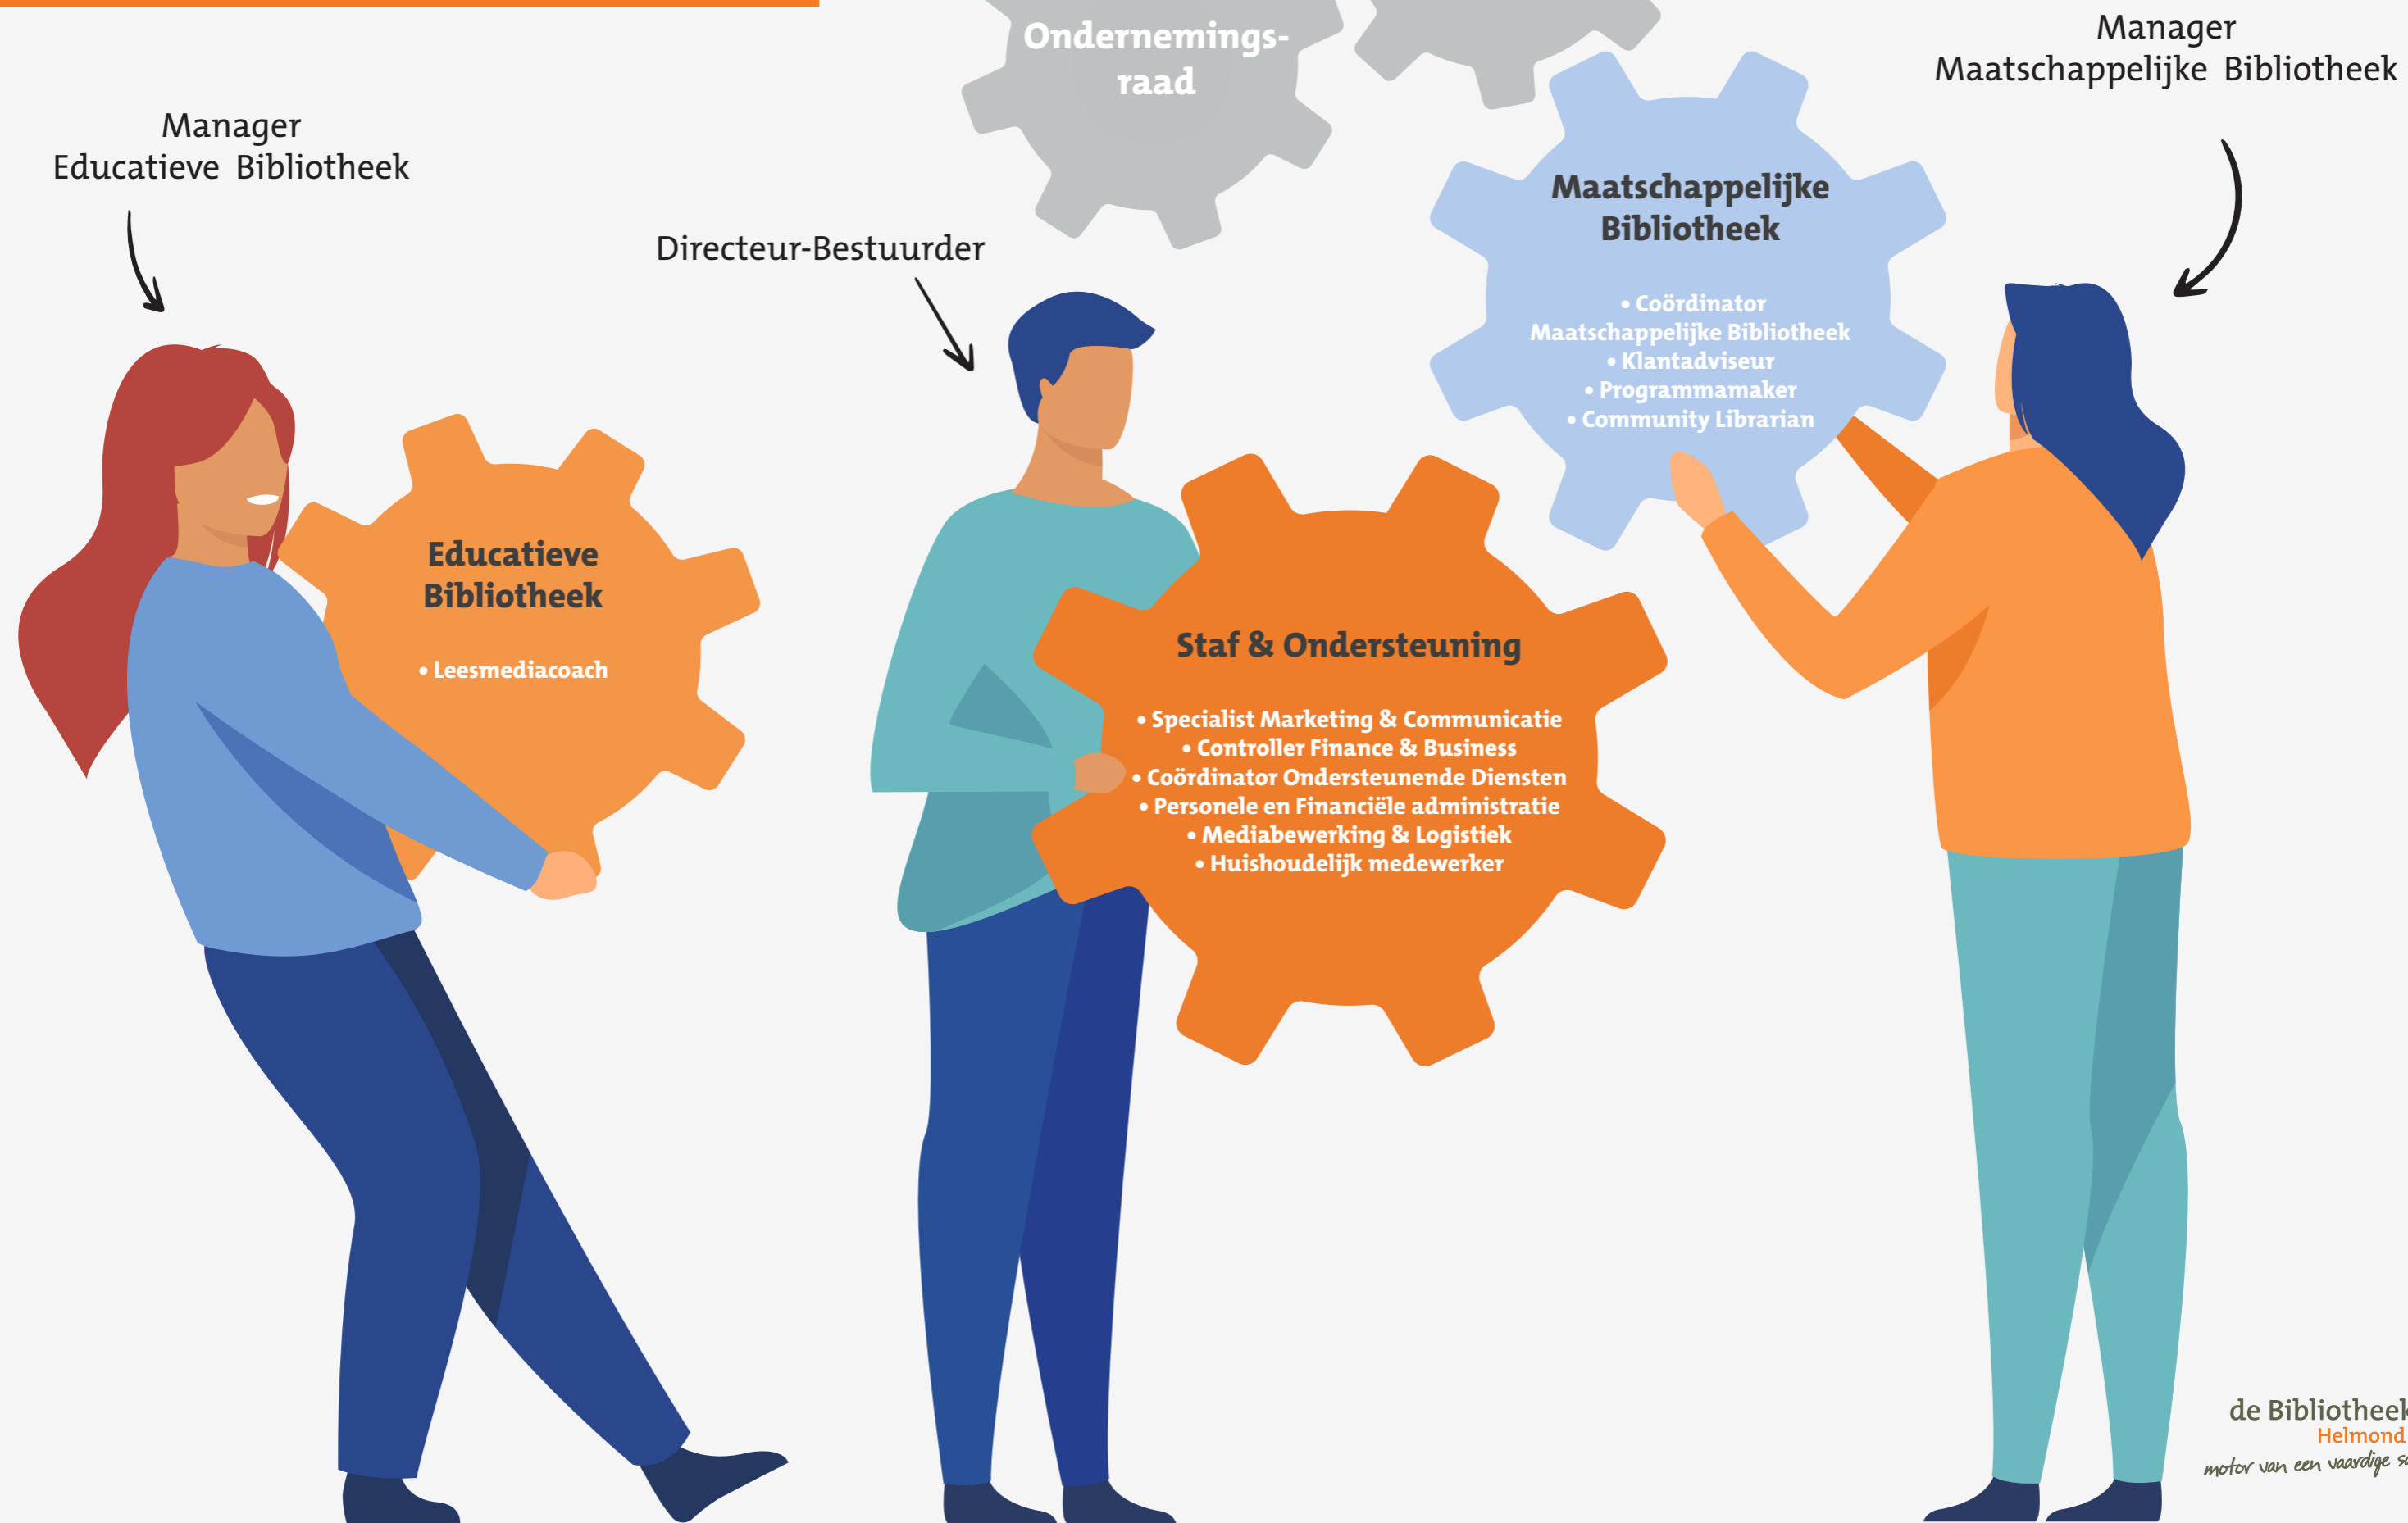 Ondernemings-
raad
Manager
Maatschappelijke Bibliotheek
Manager
Educatieve Bibliotheek
Directeur-Bestuurder
Maatschappelijke
Bibliotheek
• Coördinator
Maatschappelijke Bibliotheek
• Klantadviseur
• Programmamaker
• Community Librarian
Educatieve
Bibliotheek
• Leesmediacoach
Staf & Ondersteuning
• Specialist Marketing & Communicatie
• Controller Finance & Business
• Coördinator Ondersteunende Diensten
• Personele en Financiële administratie
• Mediabewerking & Logistiek
• Huishoudelijk medewerker
de Bibliotheek
Helmond
motor van een vaardige